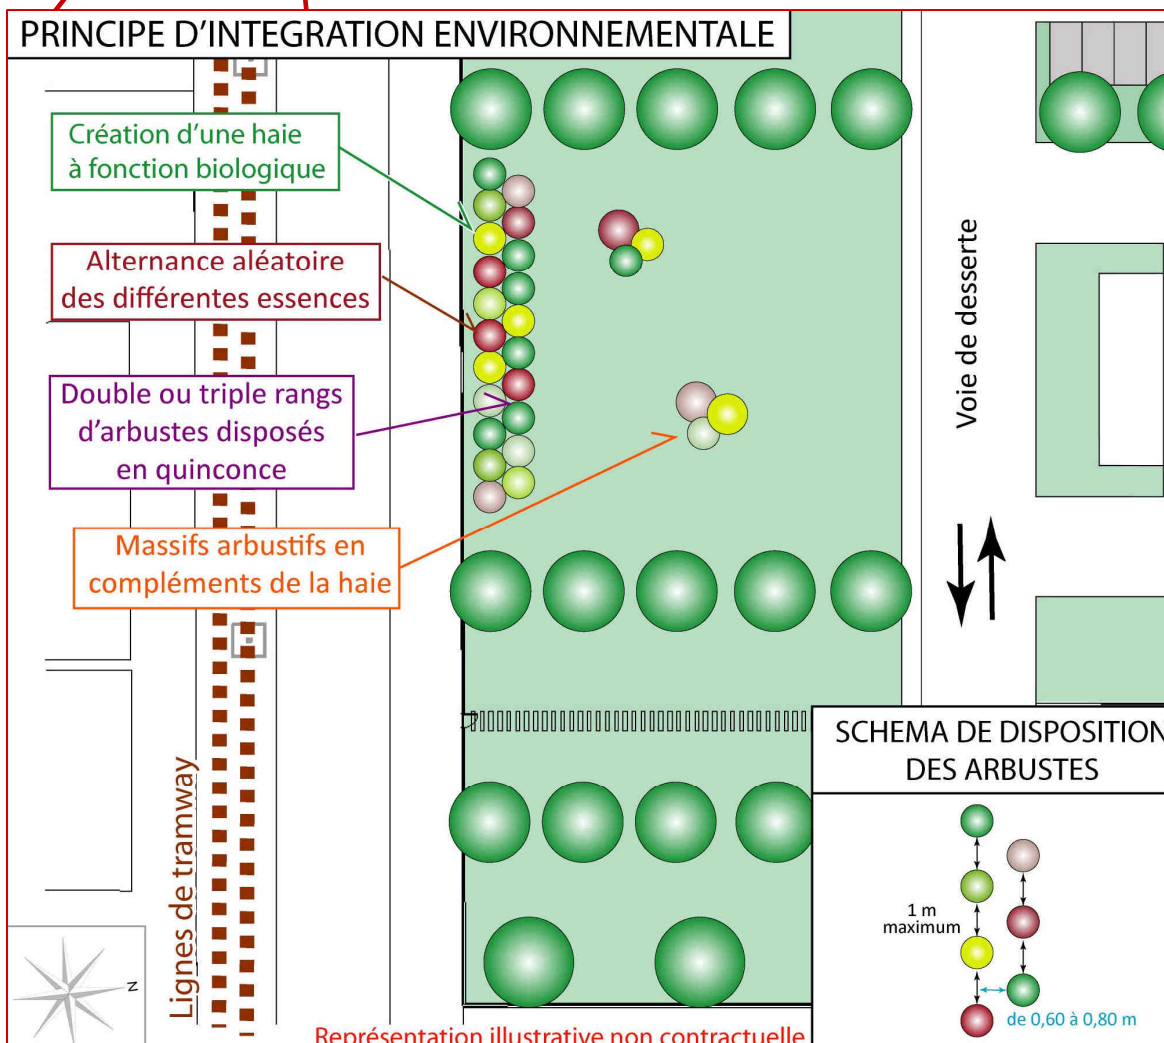 PRINCIPE D'INTEGRATION ENVIRONNEMENTALE
Création d'une haie
à fonction biologique
Alternance aléatoire
des différentes essences
Double ou triple rangs
d'arbustes disposés
en quinconce
Massifs arbustifs en
compléments de la haie
Voie de desserte
Lignes de tramway
N
SCHEMA DE DISPOSITION
DES ARBUSTES
1 m
maximum
de 0,60 à 0,80 m
Représentation illustrative non contractuelle